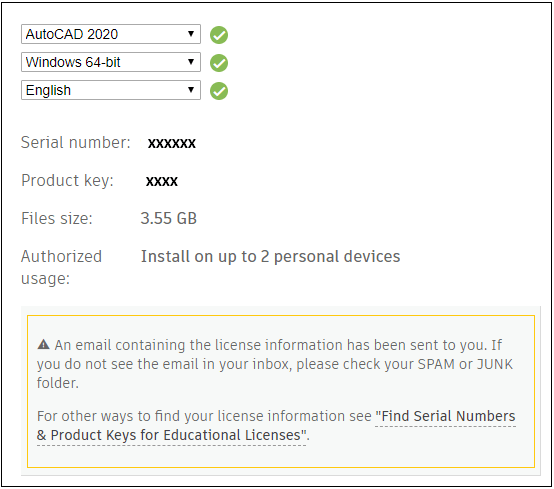 AutoCAD 2020
Windows 64-bit
English
Serial number: xxxxxx
Product key: xxxx
Files size: 3.55 GB
Authorized usage: Install on up to 2 personal devices
An email containing the license information has been sent to you. If
you do not see the email in your inbox, please check your SPAM or JUNK
folder.
For other ways to find your license information see "Find Serial Numbers
& Product Keys for Educational Licenses".